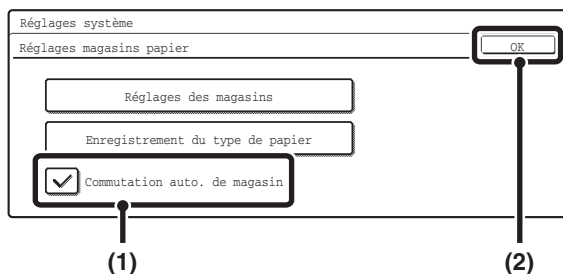 Réglages système
Réglages magasins papier
OK
Réglages des magasins
Enregistrement du type de papier
Commutation auto. de magasin
(1)
(2)